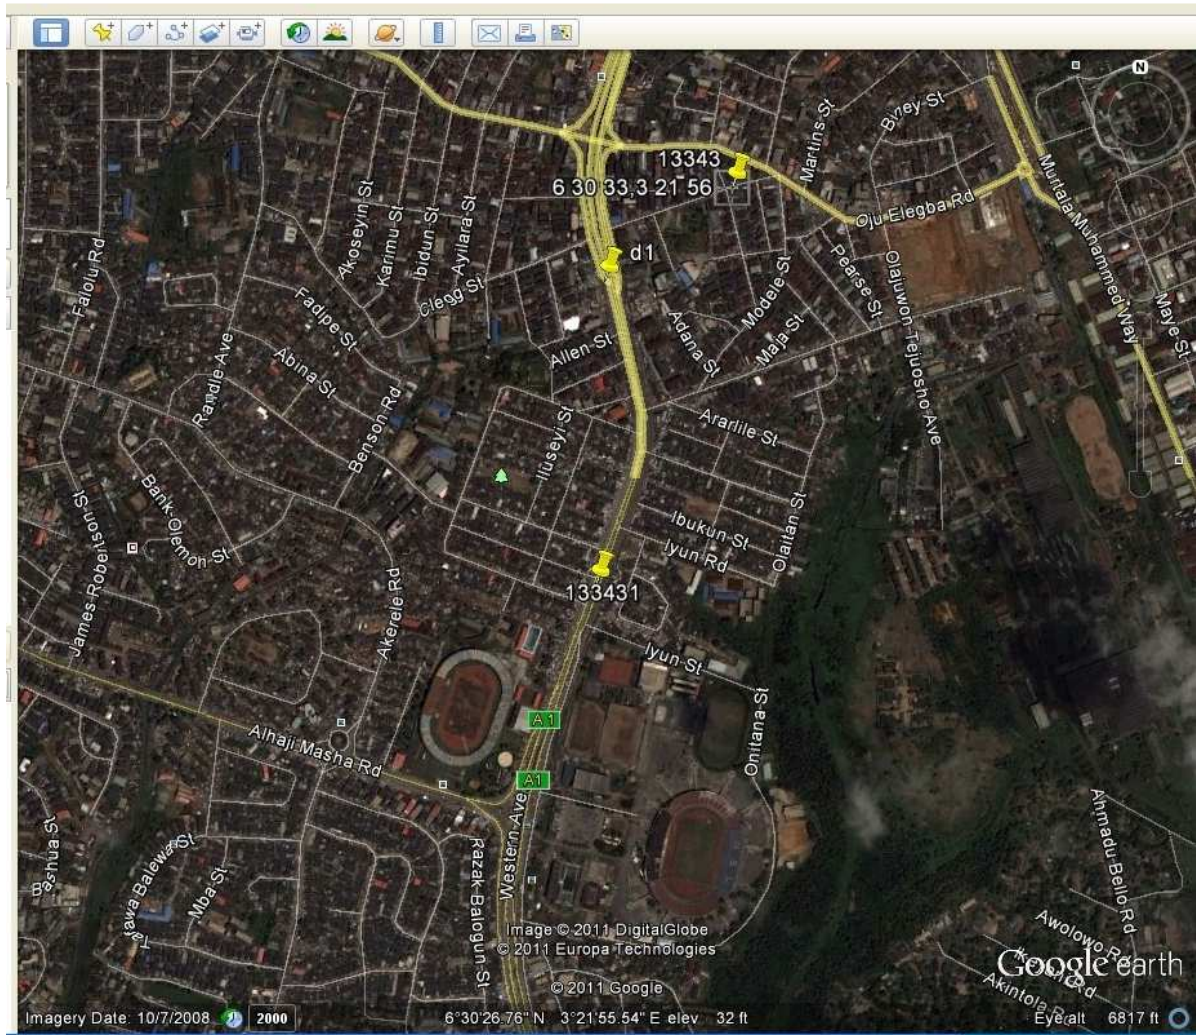 N
Biney St
Martins St
13343
6 30 33,3 21 56
Murtala Muhammed Way
Oju Elegba Rd
Akoseyin St
Karimu St
Ibidun St
Ayilara St
Falolu Rd
d1
Clegg St
Pearse St
Olajuwon Tejuosho Ave
Modele St
Maye St
Fadipe St
Adana St
Maja St
Allen St
Randle Ave
Abina St
Benson Rd
Iluseyi St
Ararlile St
Bank-Olemoh St
James Robertson St
Ibukun St
Iyun Rd
Olaitan St
133431
Akerele Rd
Iyun St
Onitana St
A 1
Alhaji Masha Rd
A1
Western Ave
Razak Balogun St
Tafawa Balewa St
Mba St
Ahmadu Bello Rd
Awolowo Rd
Akintola Rd
Image © 2011 DigitalGlobe
© 2011 Europa Technologies
© 2011 Google
Google earth
Imagery Date: 10/7/2008 2000 6°30'26.76" N 3°21'55.54" E elev 32 ft Eye alt 6817 ft